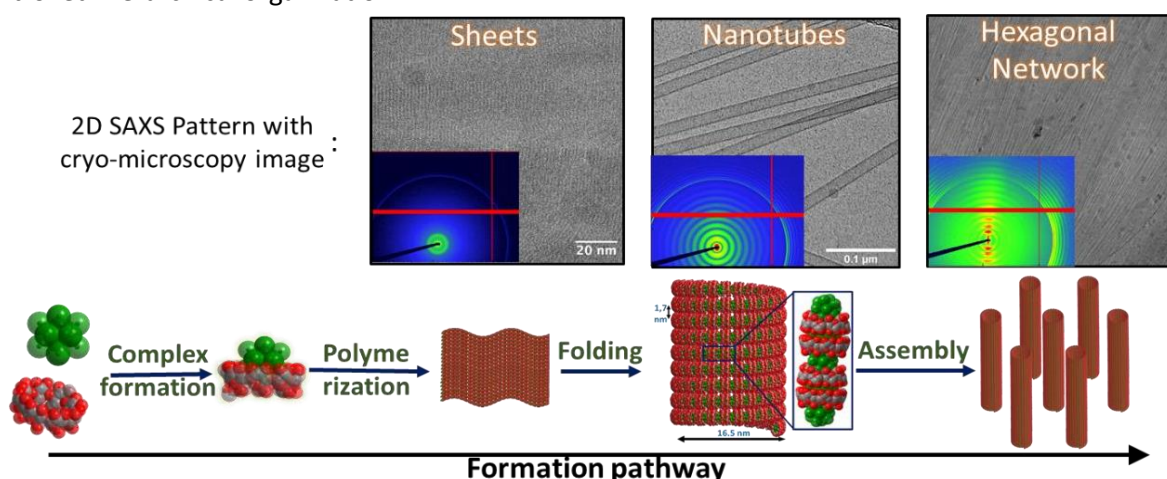 Sheets
Nanotubes
Hexagonal
Network
2D SAXS Pattern with
cryo-microscopy image :
20 nm
0.1 µm
1,7
nm
Complex
formation
Polyme
rization
Folding
Assembly
16.5 nm
Formation pathway